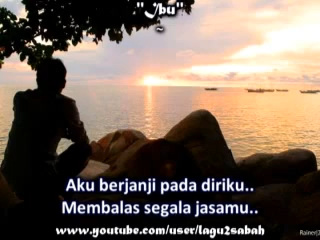 "Ibu"
~
Aku berjanji pada diriku..
Membalas segala jasamu..
www.youtube.com/user/lagu2sabah